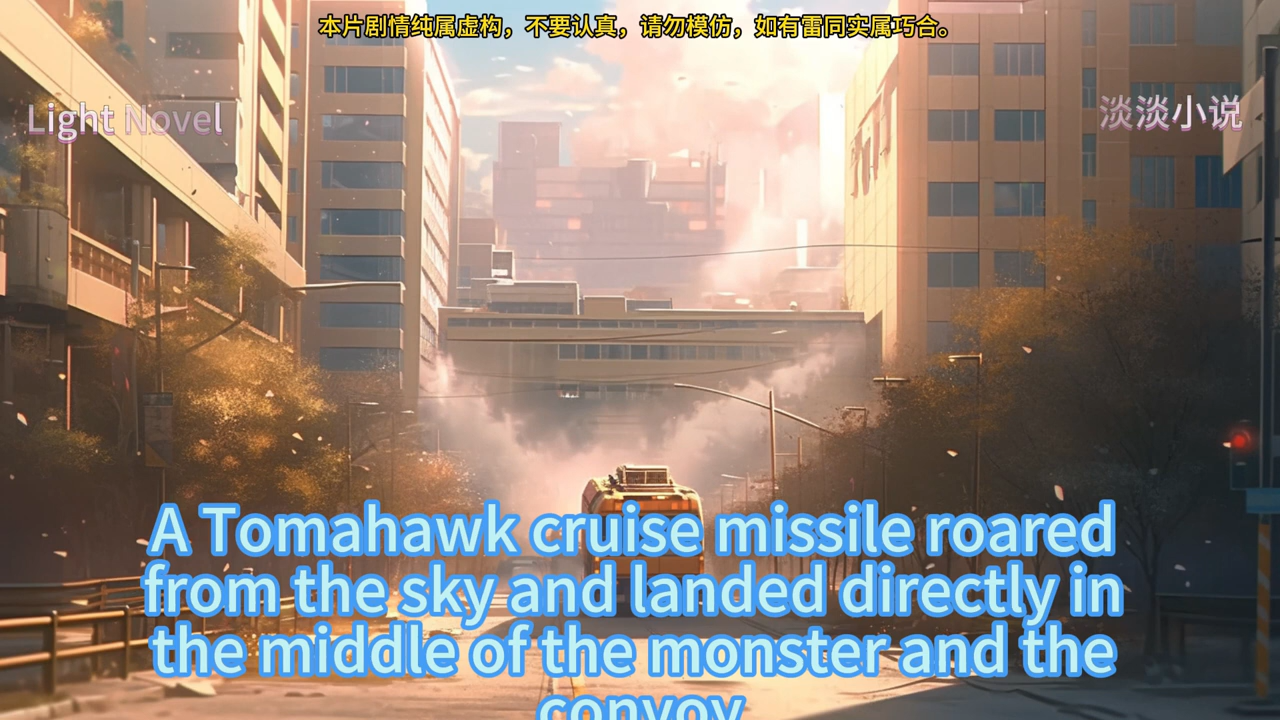 本片剧情纯属虚构，不要认真，请勿模仿，如有雷同实属巧合。
Light Novel
淡淡小说
A Tomahawk cruise missile roared
from the sky and landed directly in
the middle of the monster and the
convoy